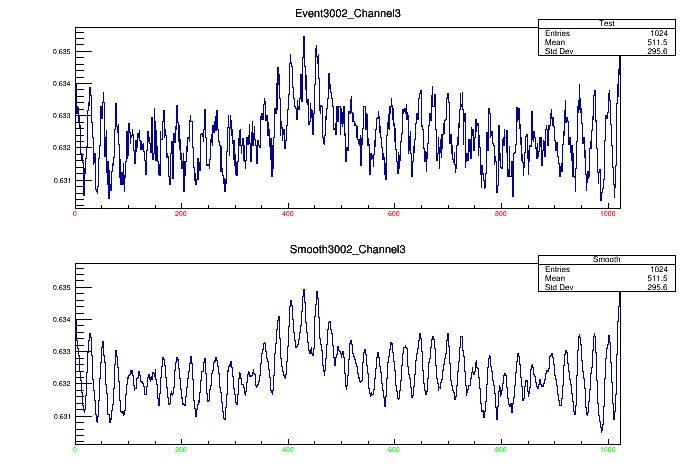 Event3002_Channel3
Test
Entries 1024
Mean 511.5
Std Dev 295.6
0.635
0.634
0.633
0.632
0.631
0 200 400 600 800 1000
Smooth3002_Channel3
Smooth
Entries 1024
Mean 511.5
Std Dev 295.6
0.635
0.634
0.633
0.632
0.631
0 200 400 600 800 1000